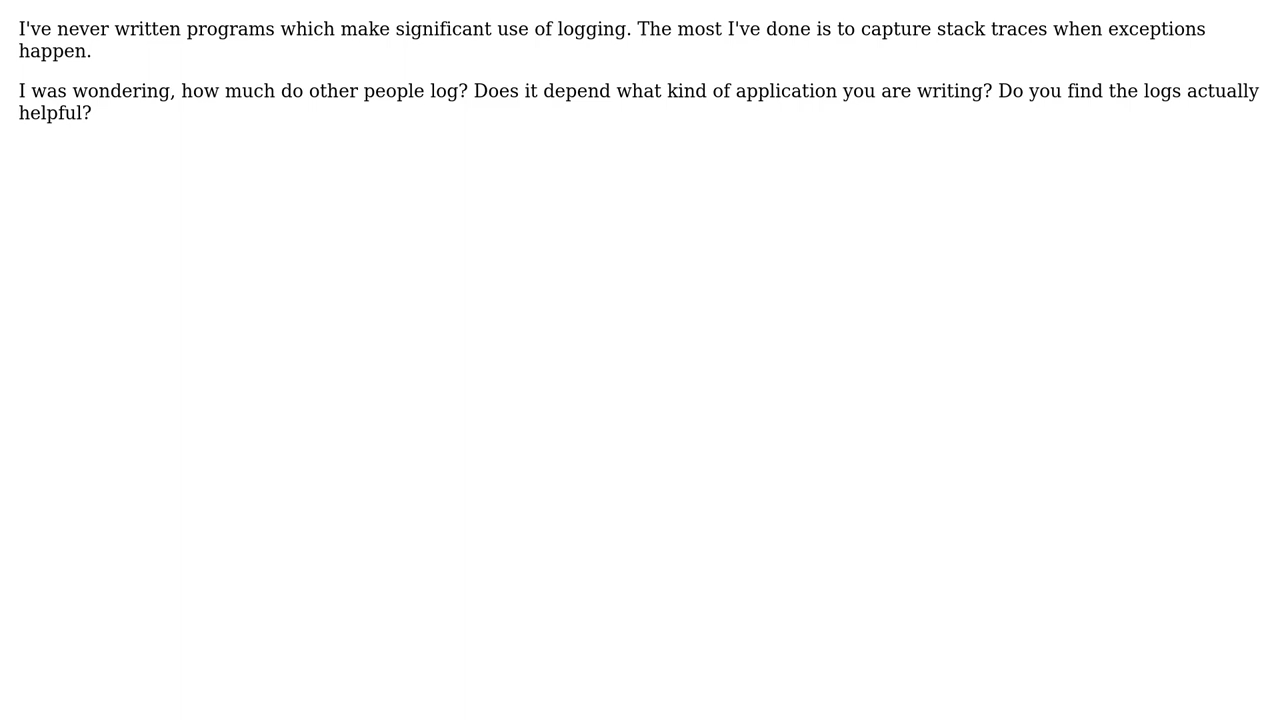 I've never written programs which make significant use of logging. The most I've done is to capture stack traces when exceptions
happen.
I was wondering, how much do other people log? Does it depend what kind of application you are writing? Do you find the logs actually
helpful?